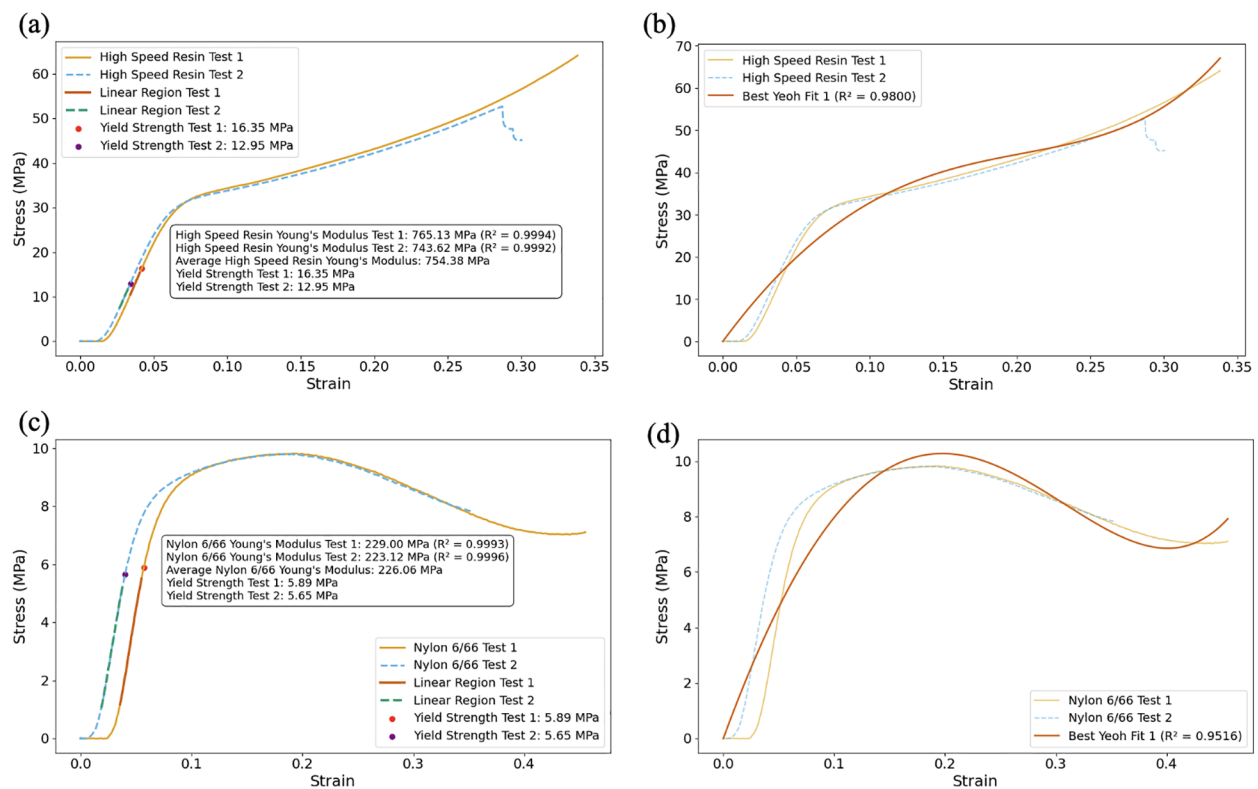 (a)
High Speed Resin Test 1
High Speed Resin Test 2
Linear Region Test 1
Linear Region Test 2
Yield Strength Test 1: 16.35 MPa
Yield Strength Test 2: 12.95 MPa
High Speed Resin Young's Modulus Test 1: 765.13 MPa (R² = 0.9994)
High Speed Resin Young's Modulus Test 2: 743.62 MPa (R² = 0.9992)
Average High Speed Resin Young's Modulus: 754.38 MPa
Yield Strength Test 1: 16.35 MPa
Yield Strength Test 2: 12.95 MPa
Stress (MPa)
60
50
40
30
20
10
0
0.00 0.05 0.10 0.15 0.20 0.25 0.30 0.35
Strain
(b)
High Speed Resin Test 1
High Speed Resin Test 2
Best Yeoh Fit 1 (R² = 0.9800)
Stress (MPa)
70
60
50
40
30
20
10
0
0.00 0.05 0.10 0.15 0.20 0.25 0.30 0.35
Strain
(c)
Nylon 6/66 Young's Modulus Test 1: 229.00 MPa (R² = 0.9993)
Nylon 6/66 Young's Modulus Test 2: 223.12 MPa (R² = 0.9996)
Average Nylon 6/66 Young's Modulus: 226.06 MPa
Yield Strength Test 1: 5.89 MPa
Yield Strength Test 2: 5.65 MPa
Nylon 6/66 Test 1
Nylon 6/66 Test 2
Linear Region Test 1
Linear Region Test 2
Yield Strength Test 1: 5.89 MPa
Yield Strength Test 2: 5.65 MPa
Stress (MPa)
10
8
6
4
2
0
0.0 0.1 0.2 0.3 0.4
Strain
(d)
Nylon 6/66 Test 1
Nylon 6/66 Test 2
Best Yeoh Fit 1 (R² = 0.9516)
Stress (MPa)
10
8
6
4
2
0
0.0 0.1 0.2 0.3 0.4
Strain